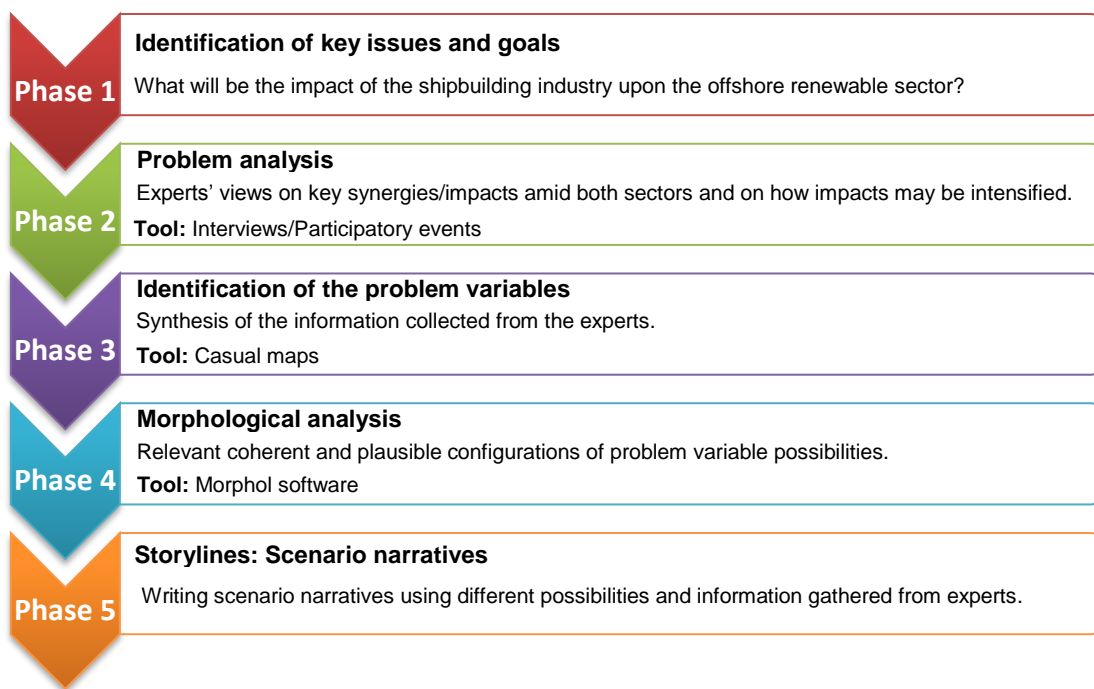 Phase 1
Identification of key issues and goals
What will be the impact of the shipbuilding industry upon the offshore renewable sector?
Phase 2
Problem analysis
Experts’ views on key synergies/impacts amid both sectors and on how impacts may be intensified.
Tool: Interviews/Participatory events
Phase 3
Identification of the problem variables
Synthesis of the information collected from the experts.
Tool: Casual maps
Phase 4
Morphological analysis
Relevant coherent and plausible configurations of problem variable possibilities.
Tool: Morphol software
Phase 5
Storylines: Scenario narratives
Writing scenario narratives using different possibilities and information gathered from experts.